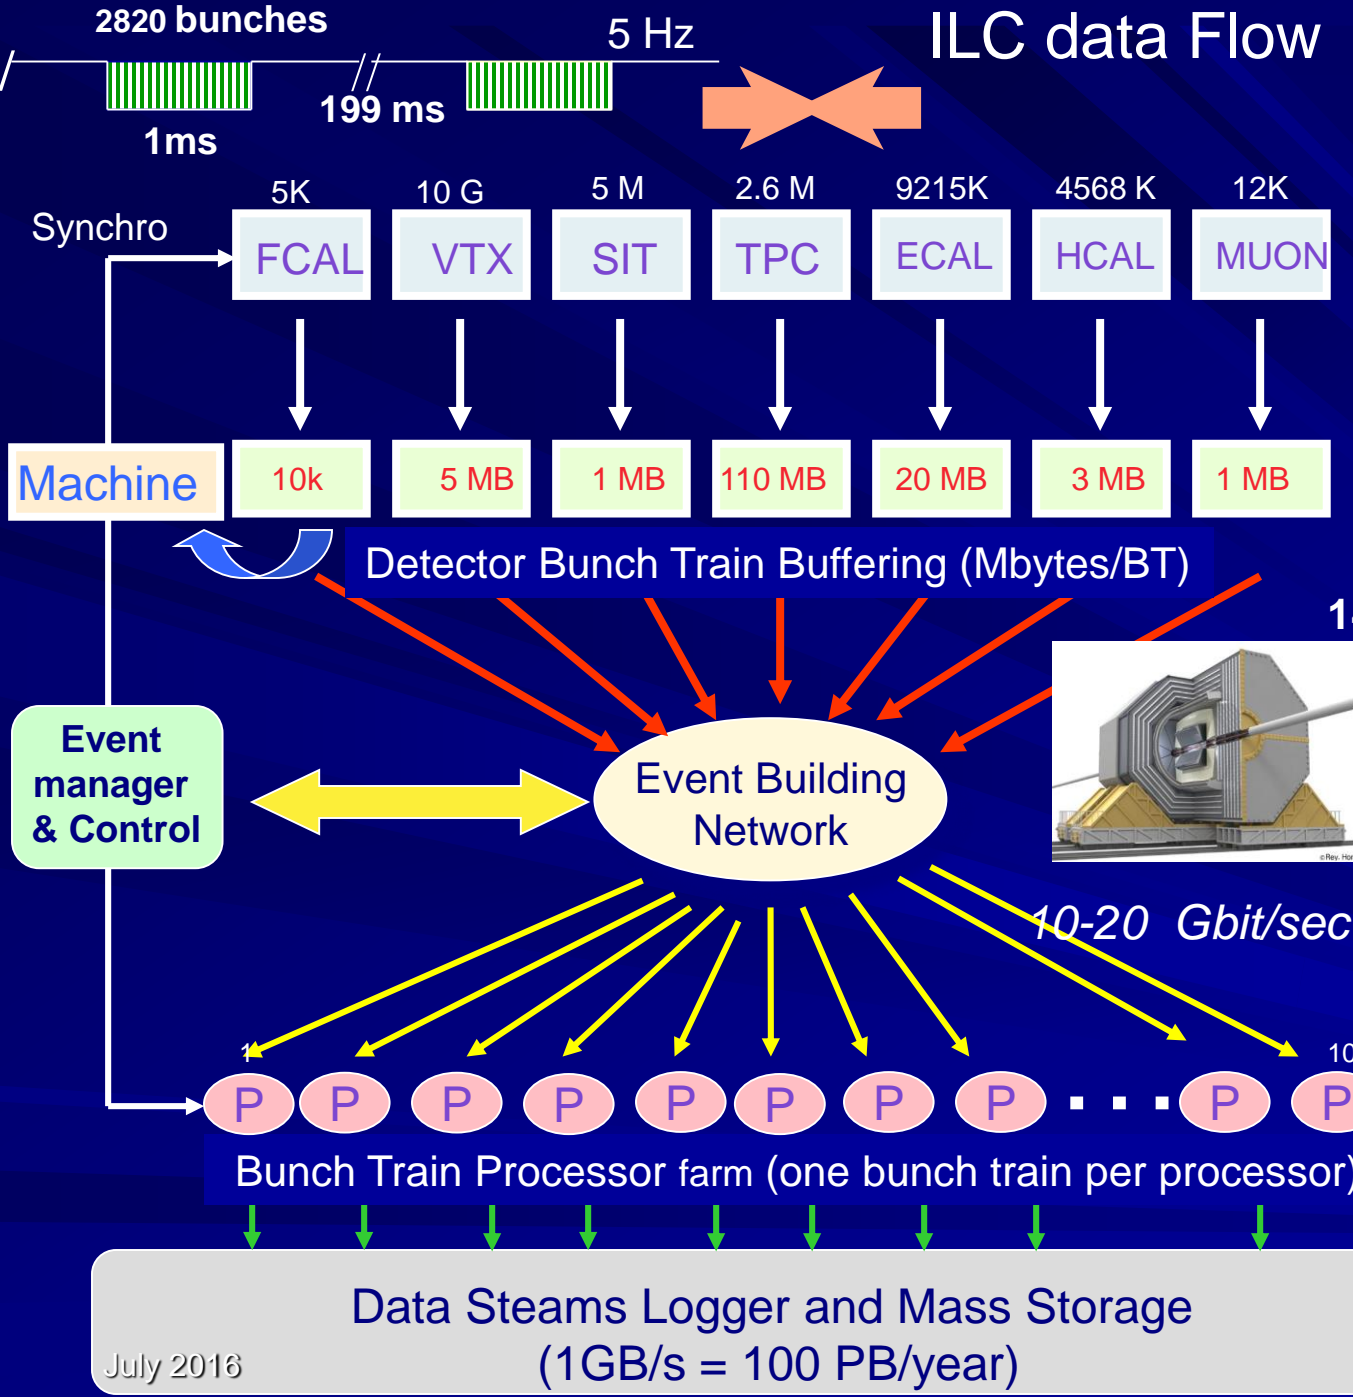 2820 bunches
5 Hz
ILC data Flow
199 ms
1ms
5K
10 G
5 M
2.6 M
9215K
4568 K
12K
Synchro
FCAL
VTX
SIT
TPC
ECAL
HCAL
MUON
Machine
10k
5 MB
1 MB
110 MB
20 MB
3 MB
1 MB
Detector Bunch Train Buffering (Mbytes/BT)
Event
manager
& Control
Event Building
Network
10-20 Gbit/sec
1
10
P P P P P P P P ... P P
Bunch Train Processor farm (one bunch train per processor)
Data Steams Logger and Mass Storage
(1GB/s = 100 PB/year)
July 2016